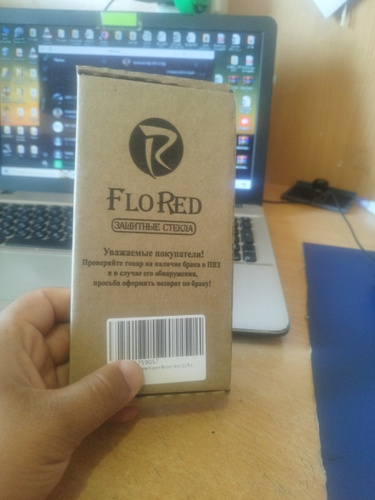 FLORED
ЗАЩИТНЫЕ СТЕКЛА
Уважаемые покупатели!
Проверяйте товар на наличие брака в ПВЗ
и в случае его обнаружения,
просьба оформить возврат по браку!